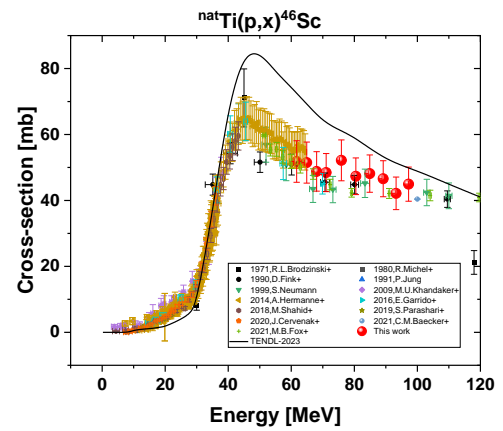 natTi(p,x)46Sc
Cross-section [mb]
80
60
40
20
0
1971,R.L.Brodzinski+ 1980,R.Michel+
1990,D.Fink+ 1991,P.Jung
1999,S.Neumann 2009,M.U.Khandaker+
2014,A.Hermanne+ 2016,E.Garrido+
2018,M.Shahid+ 2019,S.Parashari+
2020,J.Cervenak+ 2021,C.M.Baecker+
2021,M.B.Fox+ This work
TENDL-2023
0 20 40 60 80 100 120
Energy [MeV]